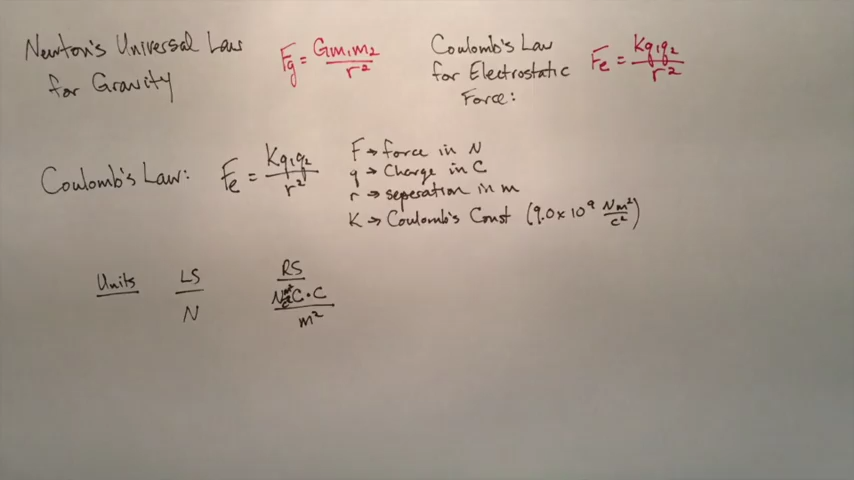 Newton's Universal Law
for Gravity
Fg = Gm₁m₂ / r²
Coulomb's Law
for Electrostatic
Force:
Fe = Kq₁q₂ / r²
Coulomb's Law:
Fe = Kq₁q₂ / r²
F → force in N
q → Charge in C
r → seperation in m
K → Coulomb's Const (9.0 x 10⁹ Nm²/C²)
Units
LS
N
RS
N m²/C² C • C / m²